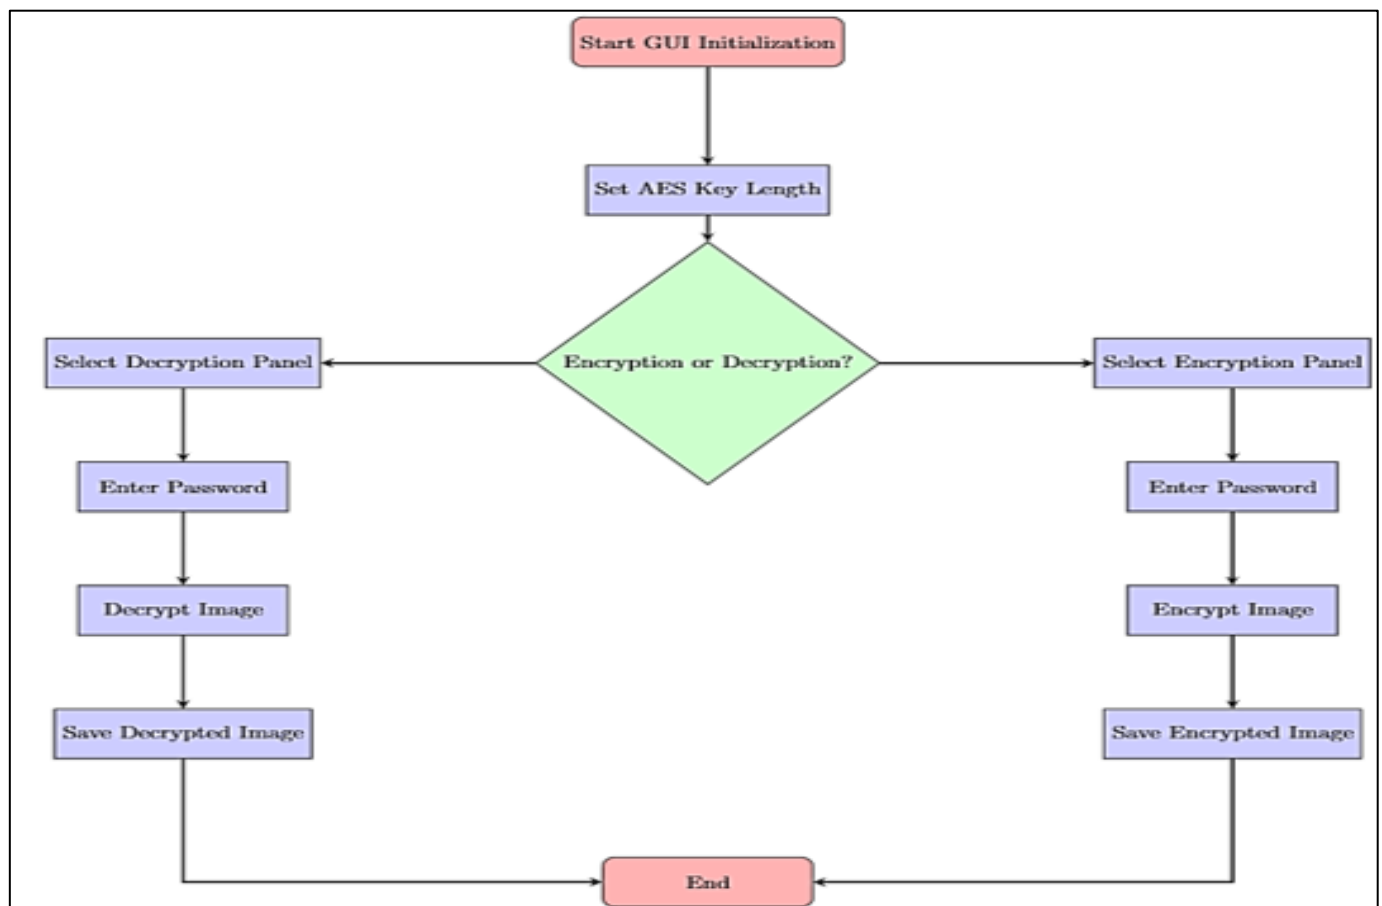 Start GUI Initialization
Set AES Key Length
Select Decryption Panel
Encryption or Decryption?
Select Encryption Panel
Enter Password
Enter Password
Decrypt Image
Encrypt Image
Save Decrypted Image
Save Encrypted Image
End